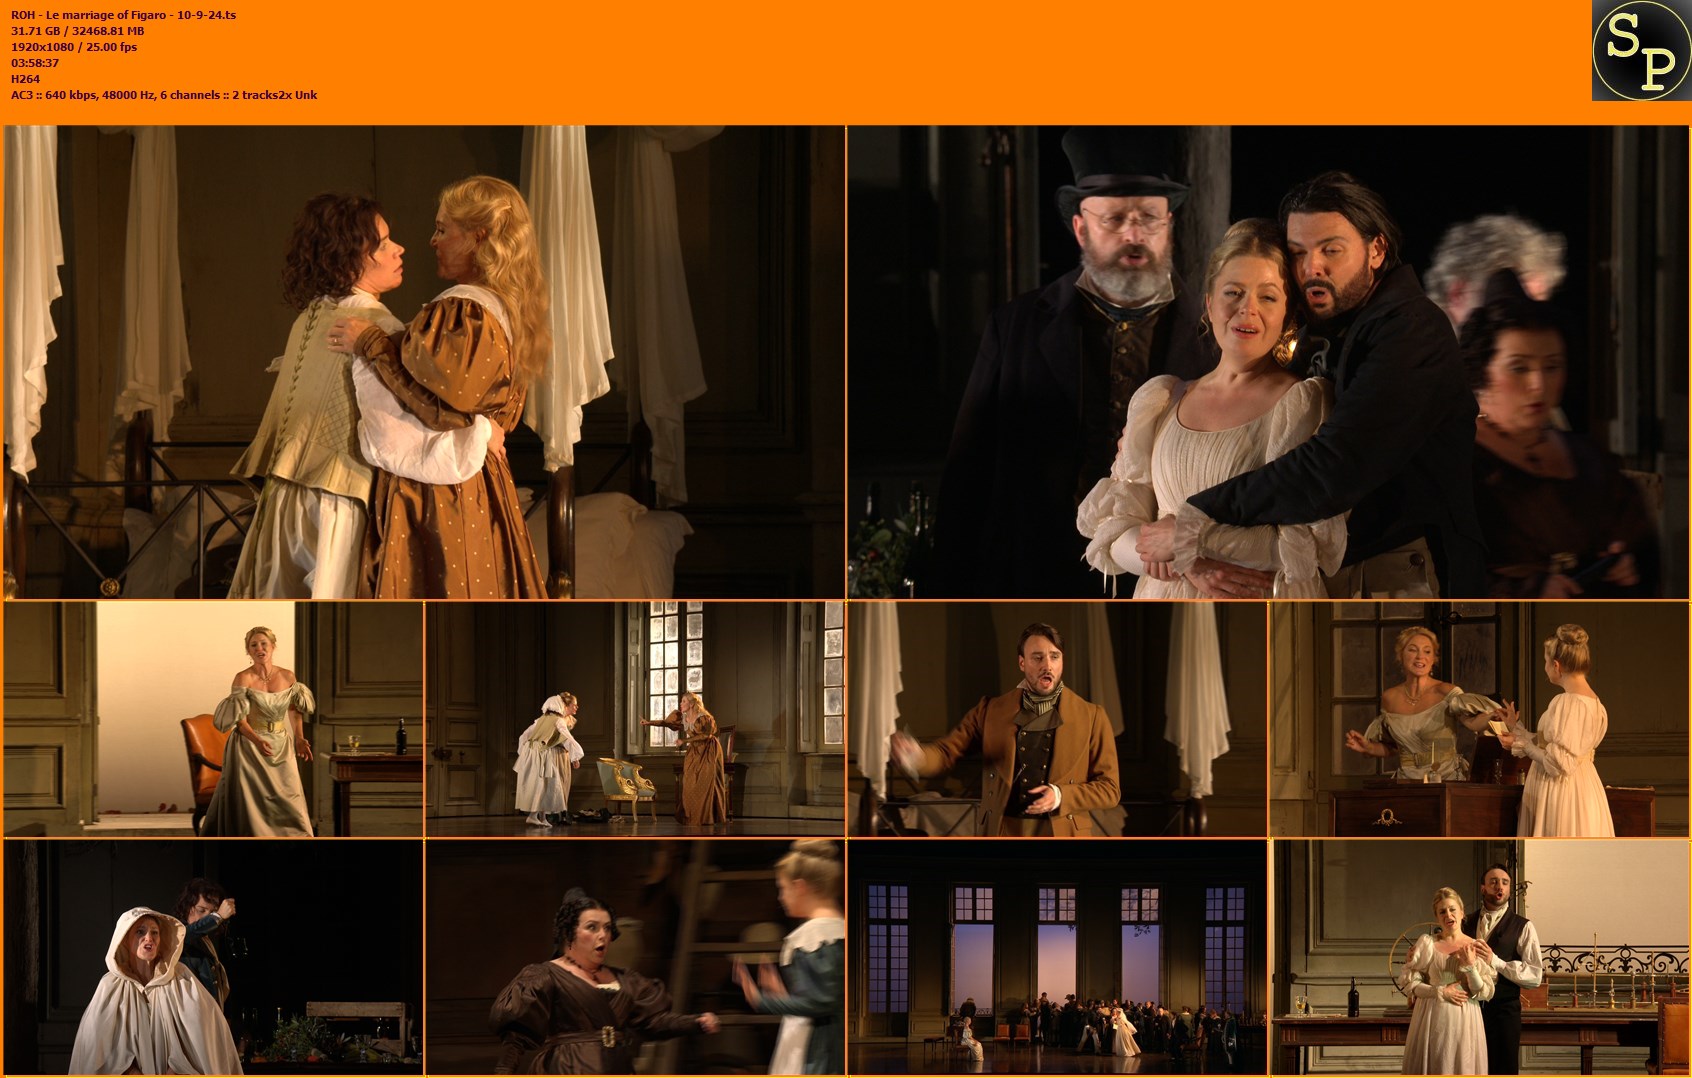 ROH - Le marriage of Figaro - 10-9-24.ts
31.71 GB / 32468.81 MB
1920x1080 / 25.00 fps
03:58:37
H264
AC3 :: 640 kbps, 48000 Hz, 6 channels :: 2 tracks2x Unk
SP